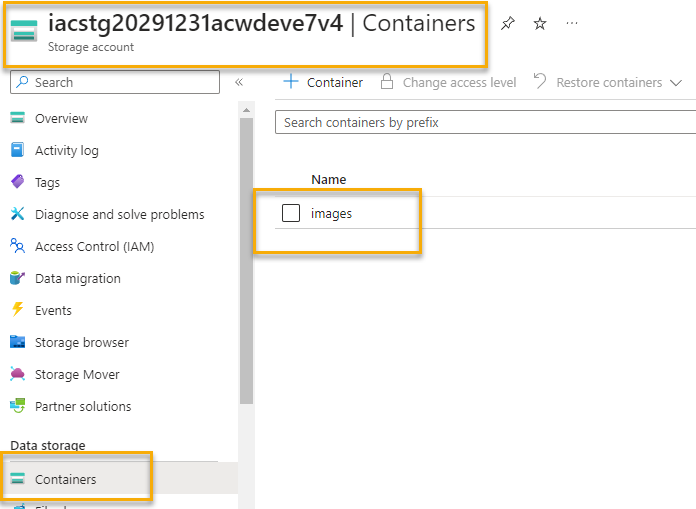 iacstg20291231acwdeve7v4 | Containers
Storage account
Search
Container
Change access level
Restore containers
Search containers by prefix
Overview
Activity log
Tags
Diagnose and solve problems
Access Control (IAM)
Data migration
Events
Storage browser
Storage Mover
Partner solutions
Data storage
Containers
Name
images